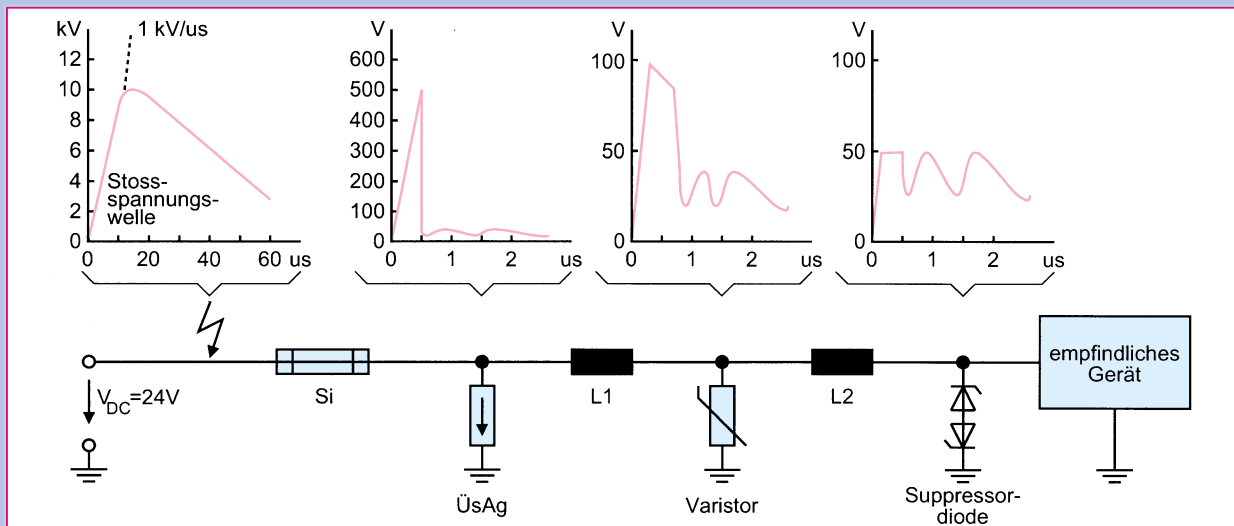 kV
1 kV/us
12
10
8
6
4
2
0
Stoss-
spannungs-
welle
0 20 40 60 us
V
600
500
400
300
200
100
0
0 1 2 us
V
100
50
0
0 1 2 us
V
100
50
0
0 1 2 us
VDC=24V
Si
ÜsAg
L1
Varistor
L2
Suppressor-
diode
empfindliches
Gerät